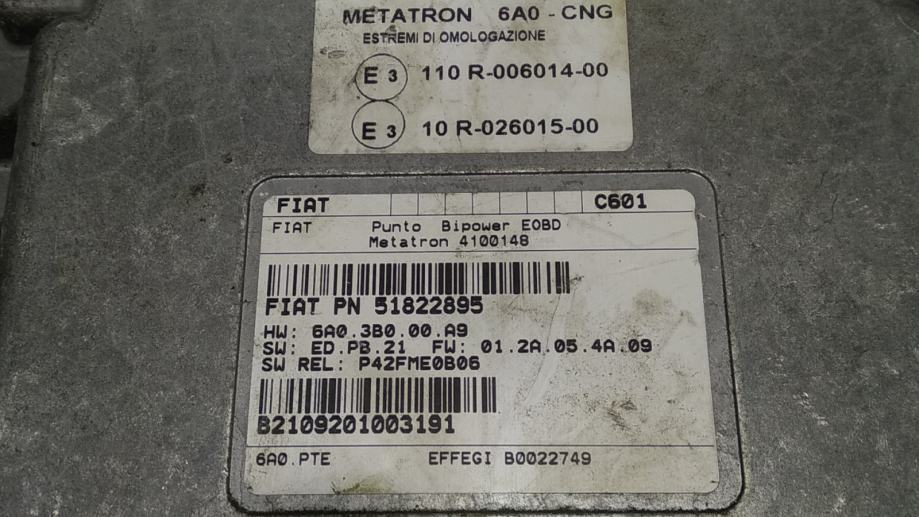 METATRON 6A0 - CNG
ESTREMI DI OMOLOGAZIONE
E 3 110 R-006014-00
E 3 10 R-026015-00
FIAT C601
FIAT Punto Bipower EOBD
Metatron 4100148
FIAT PN 51822895
HW: 6A0.3B0.00.A9
SW: ED.PB.21 FW: 01.2A.05.4A.09
SW REL: P42FME0B06
B2109201003191
6A0.PTE EFFEGI B0022749